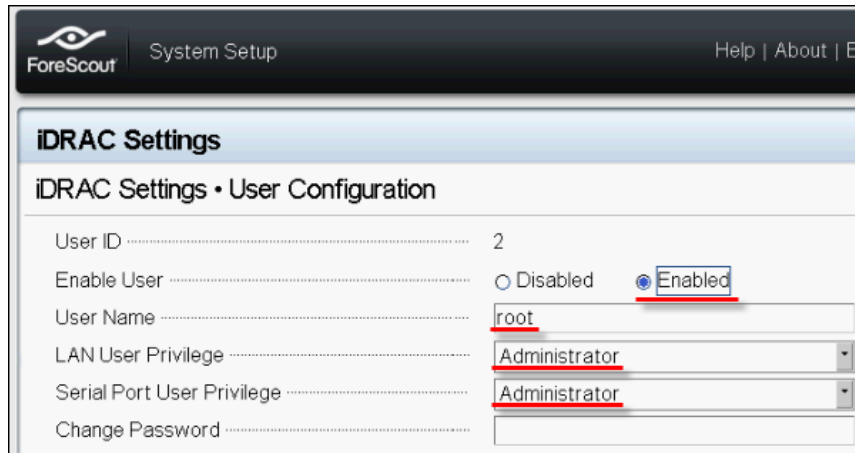 ForeScout System Setup Help | About | E
iDRAC Settings
iDRAC Settings • User Configuration
User ID 2
Enable User Disabled Enabled
User Name root
LAN User Privilege Administrator
Serial Port User Privilege Administrator
Change Password